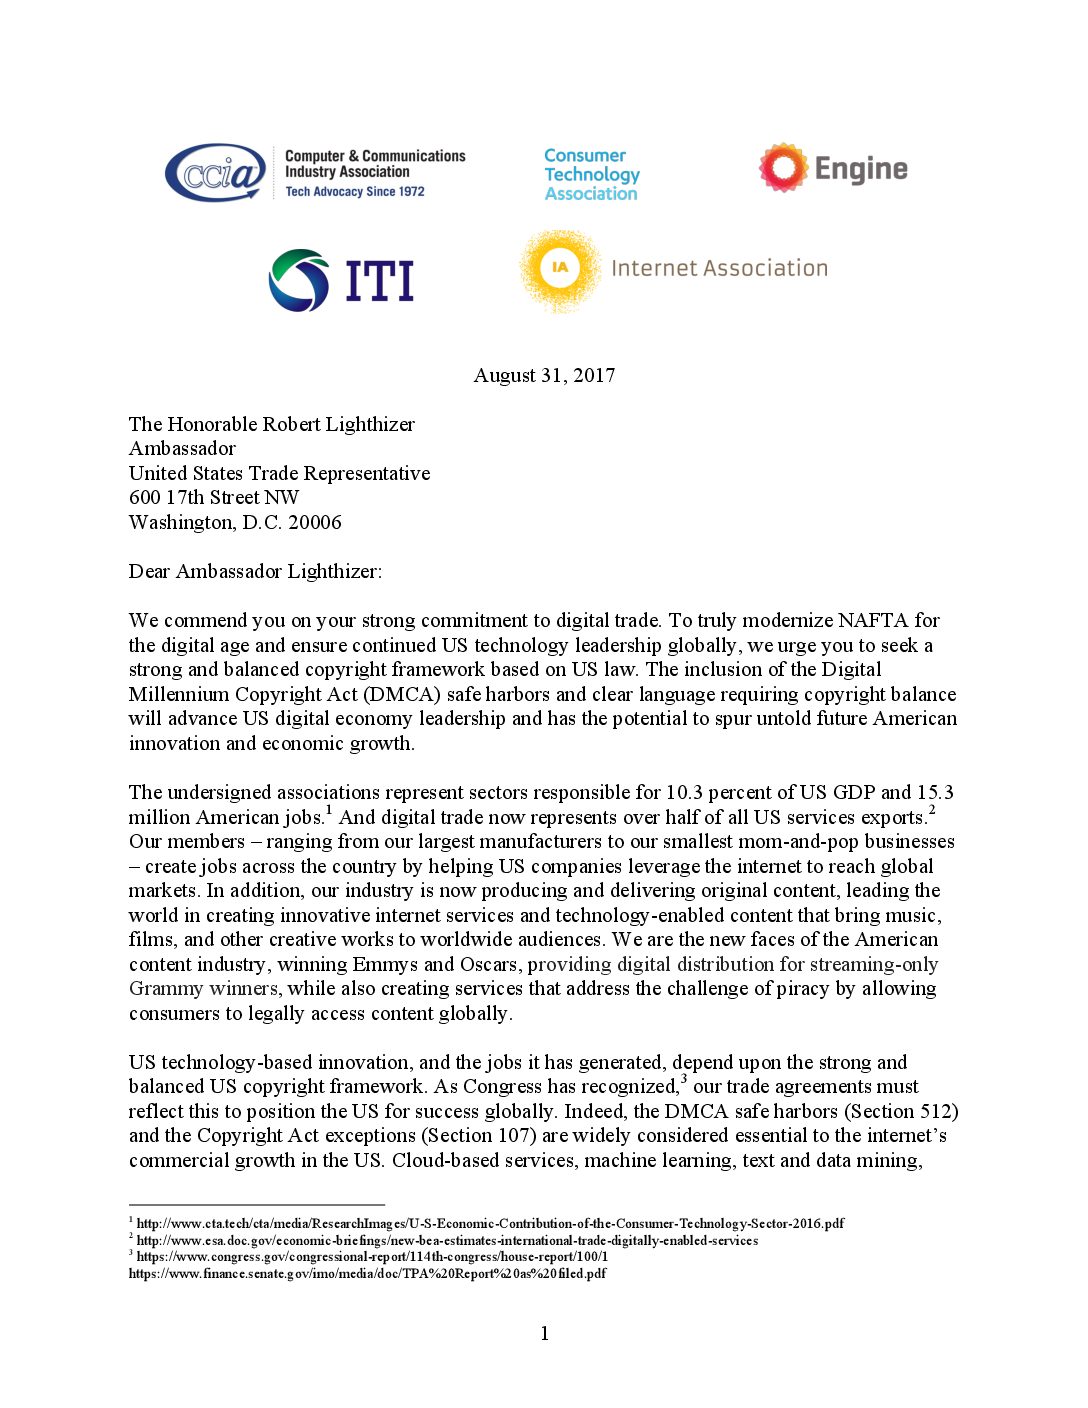 ccia
Computer & Communications
Industry Association
Tech Advocacy Since 1972
Consumer
Technology
Association
Engine
ITI
IA
Internet Association
August 31, 2017
The Honorable Robert Lighthizer
Ambassador
United States Trade Representative
600 17th Street NW
Washington, D.C. 20006
Dear Ambassador Lighthizer:
We commend you on your strong commitment to digital trade. To truly modernize NAFTA for
the digital age and ensure continued US technology leadership globally, we urge you to seek a
strong and balanced copyright framework based on US law. The inclusion of the Digital
Millennium Copyright Act (DMCA) safe harbors and clear language requiring copyright balance
will advance US digital economy leadership and has the potential to spur untold future American
innovation and economic growth.
The undersigned associations represent sectors responsible for 10.3 percent of US GDP and 15.3
million American jobs.1 And digital trade now represents over half of all US services exports.2
Our members – ranging from our largest manufacturers to our smallest mom-and-pop businesses
– create jobs across the country by helping US companies leverage the internet to reach global
markets. In addition, our industry is now producing and delivering original content, leading the
world in creating innovative internet services and technology-enabled content that bring music,
films, and other creative works to worldwide audiences. We are the new faces of the American
content industry, winning Emmys and Oscars, providing digital distribution for streaming-only
Grammy winners, while also creating services that address the challenge of piracy by allowing
consumers to legally access content globally.
US technology-based innovation, and the jobs it has generated, depend upon the strong and
balanced US copyright framework. As Congress has recognized,3 our trade agreements must
reflect this to position the US for success globally. Indeed, the DMCA safe harbors (Section 512)
and the Copyright Act exceptions (Section 107) are widely considered essential to the internet's
commercial growth in the US. Cloud-based services, machine learning, text and data mining,
1 http://www.cta.tech/cta/media/ResearchImages/U-S-Economic-Contribution-of-the-Consumer-Technology-Sector-2016.pdf
2 http://www.esa.doc.gov/economic-briefings/new-bea-estimates-international-trade-digitally-enabled-services
3 https://www.congress.gov/congressional-report/114th-congress/house-report/100/1
https://www.finance.senate.gov/imo/media/doc/TPA%20Report%20as%20filed.pdf
1